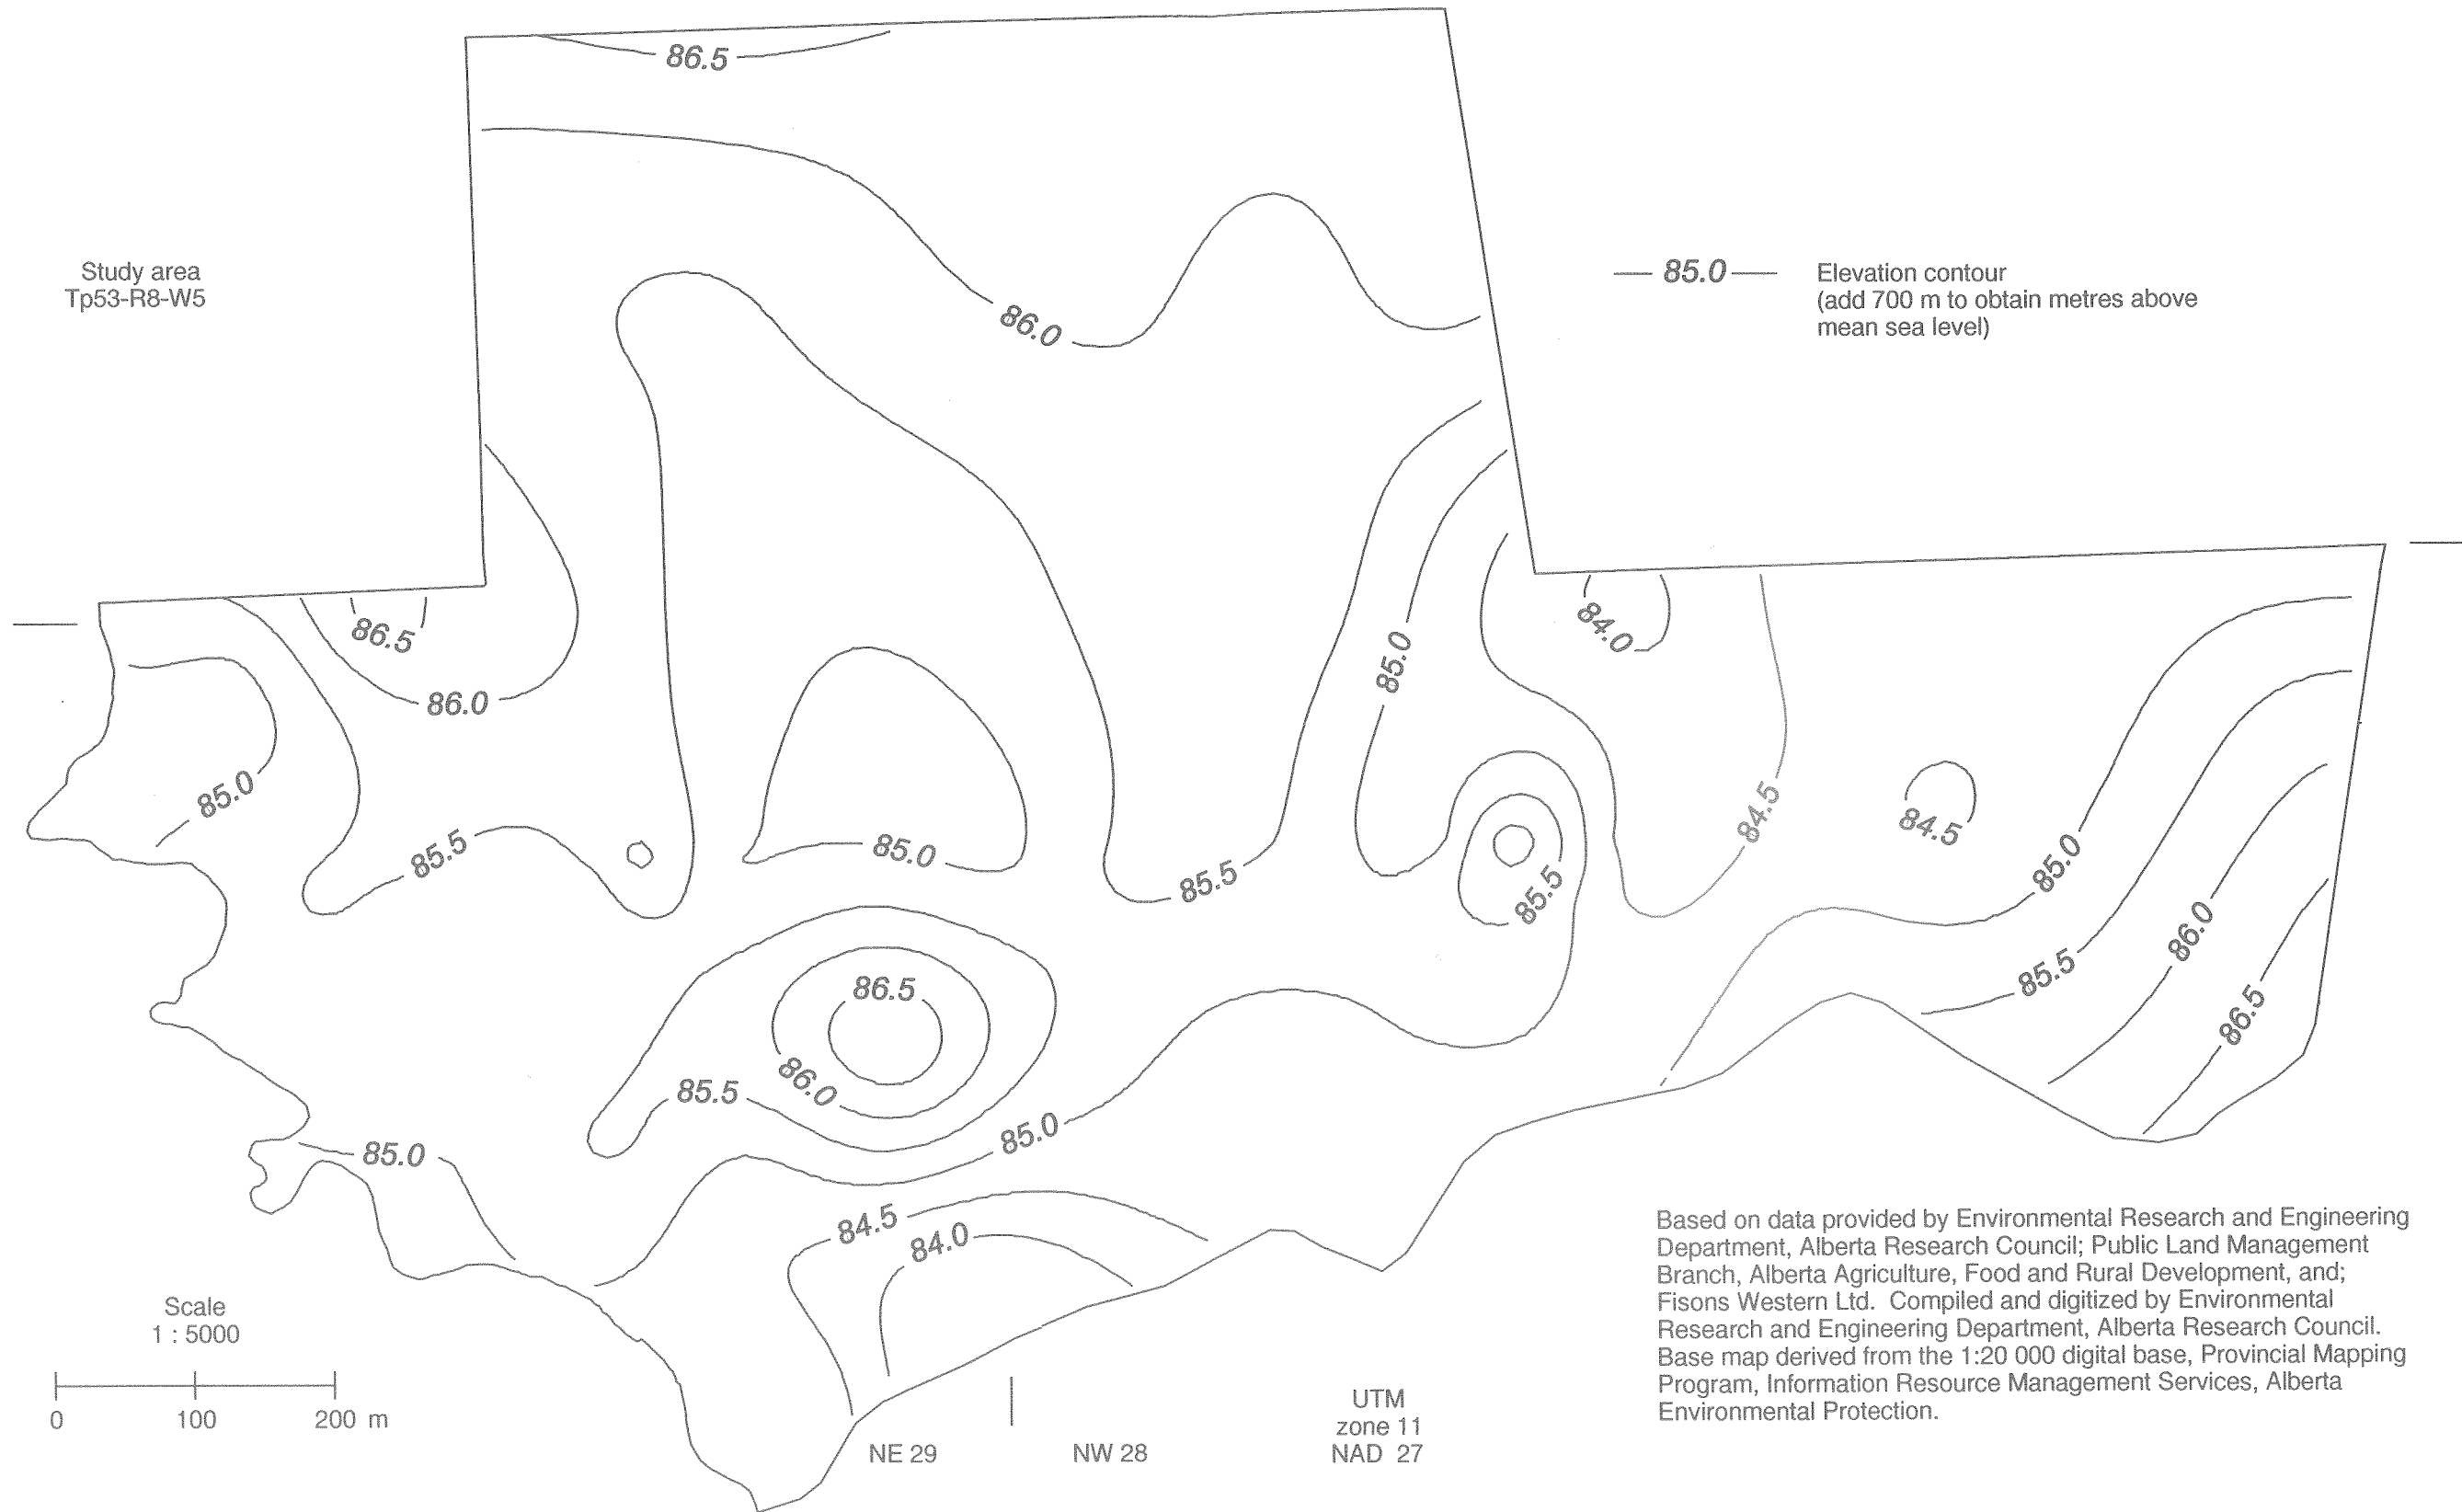 86.5
Study area
Tp53-R8-W5
85.0
Elevation contour
(add 700 m to obtain metres above
mean sea level)
86.0
86.5
84.0
85.0
86.0
85.0
84.5
84.5
85.5
85.0
85.0
85.5
85.5
86.0
85.5
86.5
85.5
86.5
86.0
85.5
85.0
85.0
84.5
84.0
Based on data provided by Environmental Research and Engineering
Department, Alberta Research Council; Public Land Management
Branch, Alberta Agriculture, Food and Rural Development, and;
Fisons Western Ltd. Compiled and digitized by Environmental
Research and Engineering Department, Alberta Research Council.
Base map derived from the 1:20 000 digital base, Provincial Mapping
Program, Information Resource Management Services, Alberta
Environmental Protection.
Scale
1 : 5000
0 100 200 m
UTM
zone 11
NAD 27
NE 29
NW 28